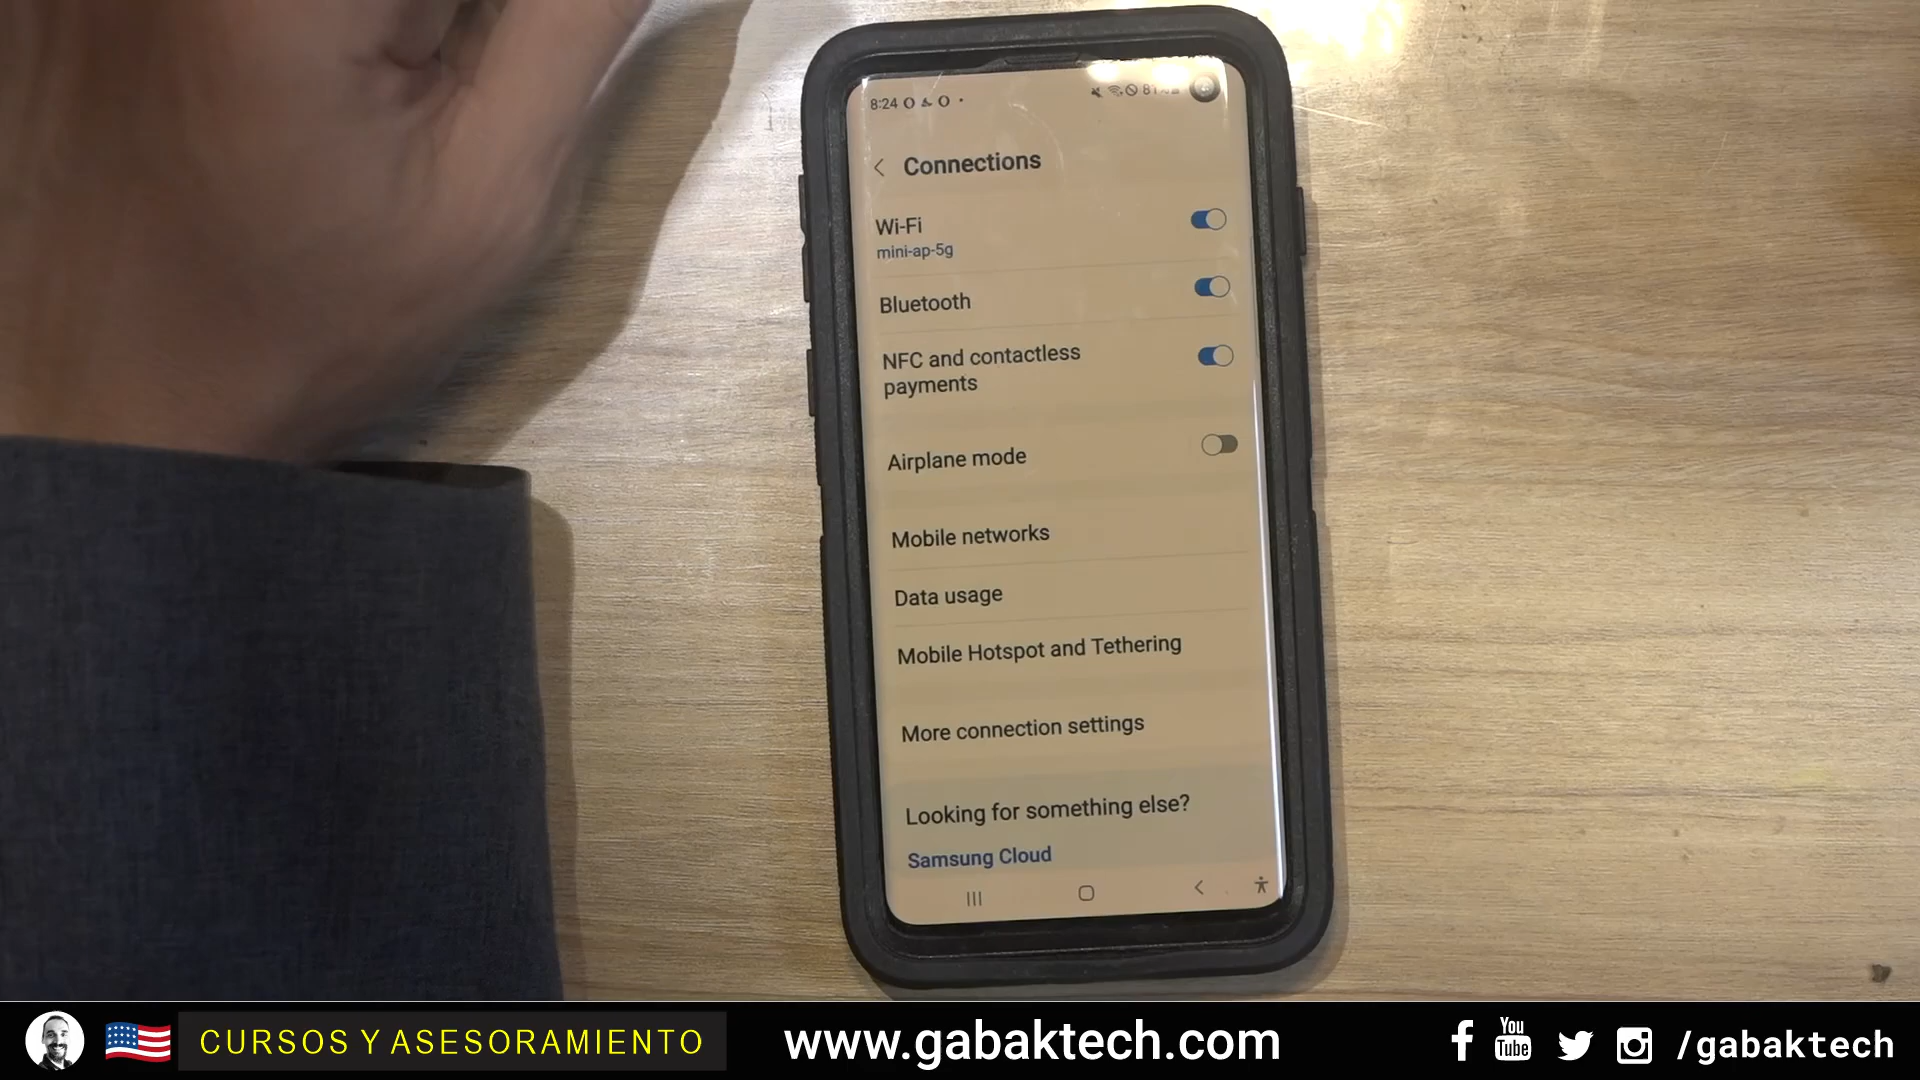 8:24
Connections
Wi-Fi
mini-ap-5g
Bluetooth
NFC and contactless
payments
Airplane mode
Mobile networks
Data usage
Mobile Hotspot and Tethering
More connection settings
Looking for something else?
Samsung Cloud
CURSOS Y ASESORAMIENTO
www.gabaktech.com
You
Tube
/gabaktech